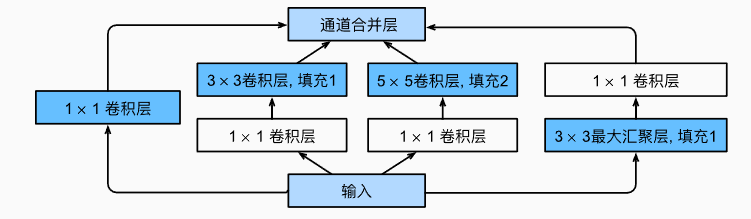 通道合并层
3 × 3卷积层, 填充1
5 × 5卷积层, 填充2
1 × 1 卷积层
1 × 1 卷积层
1 × 1 卷积层
1 × 1 卷积层
3 × 3最大汇聚层, 填充1
输入